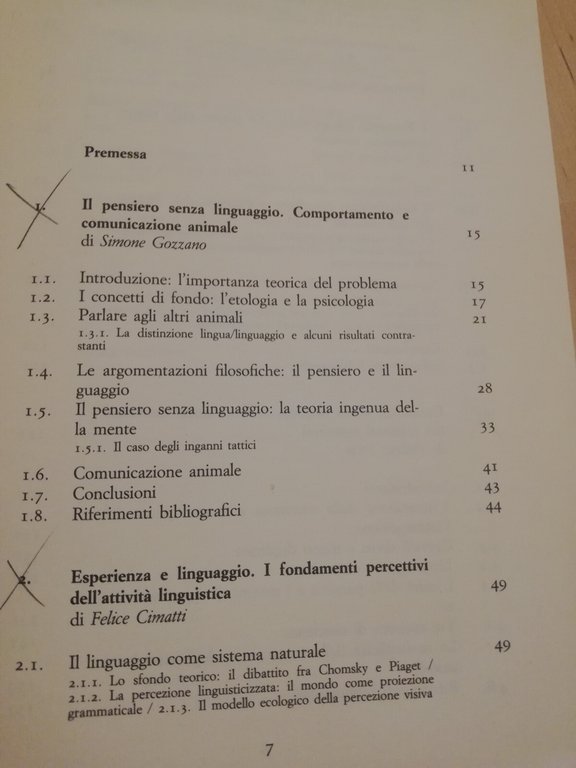 Premessa 11
1. Il pensiero senza linguaggio. Comportamento e
comunicazione animale 15
di Simone Gozzano
1.1. Introduzione: l'importanza teorica del problema 15
1.2. I concetti di fondo: l'etologia e la psicologia 17
1.3. Parlare agli altri animali 21
1.3.1. La distinzione lingua/linguaggio e alcuni risultati contra-
stanti
1.4. Le argomentazioni filosofiche: il pensiero e il lin-
guaggio 28
1.5. Il pensiero senza linguaggio: la teoria ingenua del-
la mente 33
1.5.1. Il caso degli inganni tattici
1.6. Comunicazione animale 41
1.7. Conclusioni 43
1.8. Riferimenti bibliografici 44
2. Esperienza e linguaggio. I fondamenti percettivi
dell'attività linguistica 49
di Felice Cimatti
2.1. Il linguaggio come sistema naturale 49
2.1.1. Lo sfondo teorico: il dibattito fra Chomsky e Piaget /
2.1.2. La percezione linguisticizzata: il mondo come proiezione
grammaticale / 2.1.3. Il modello ecologico della percezione visiva
7